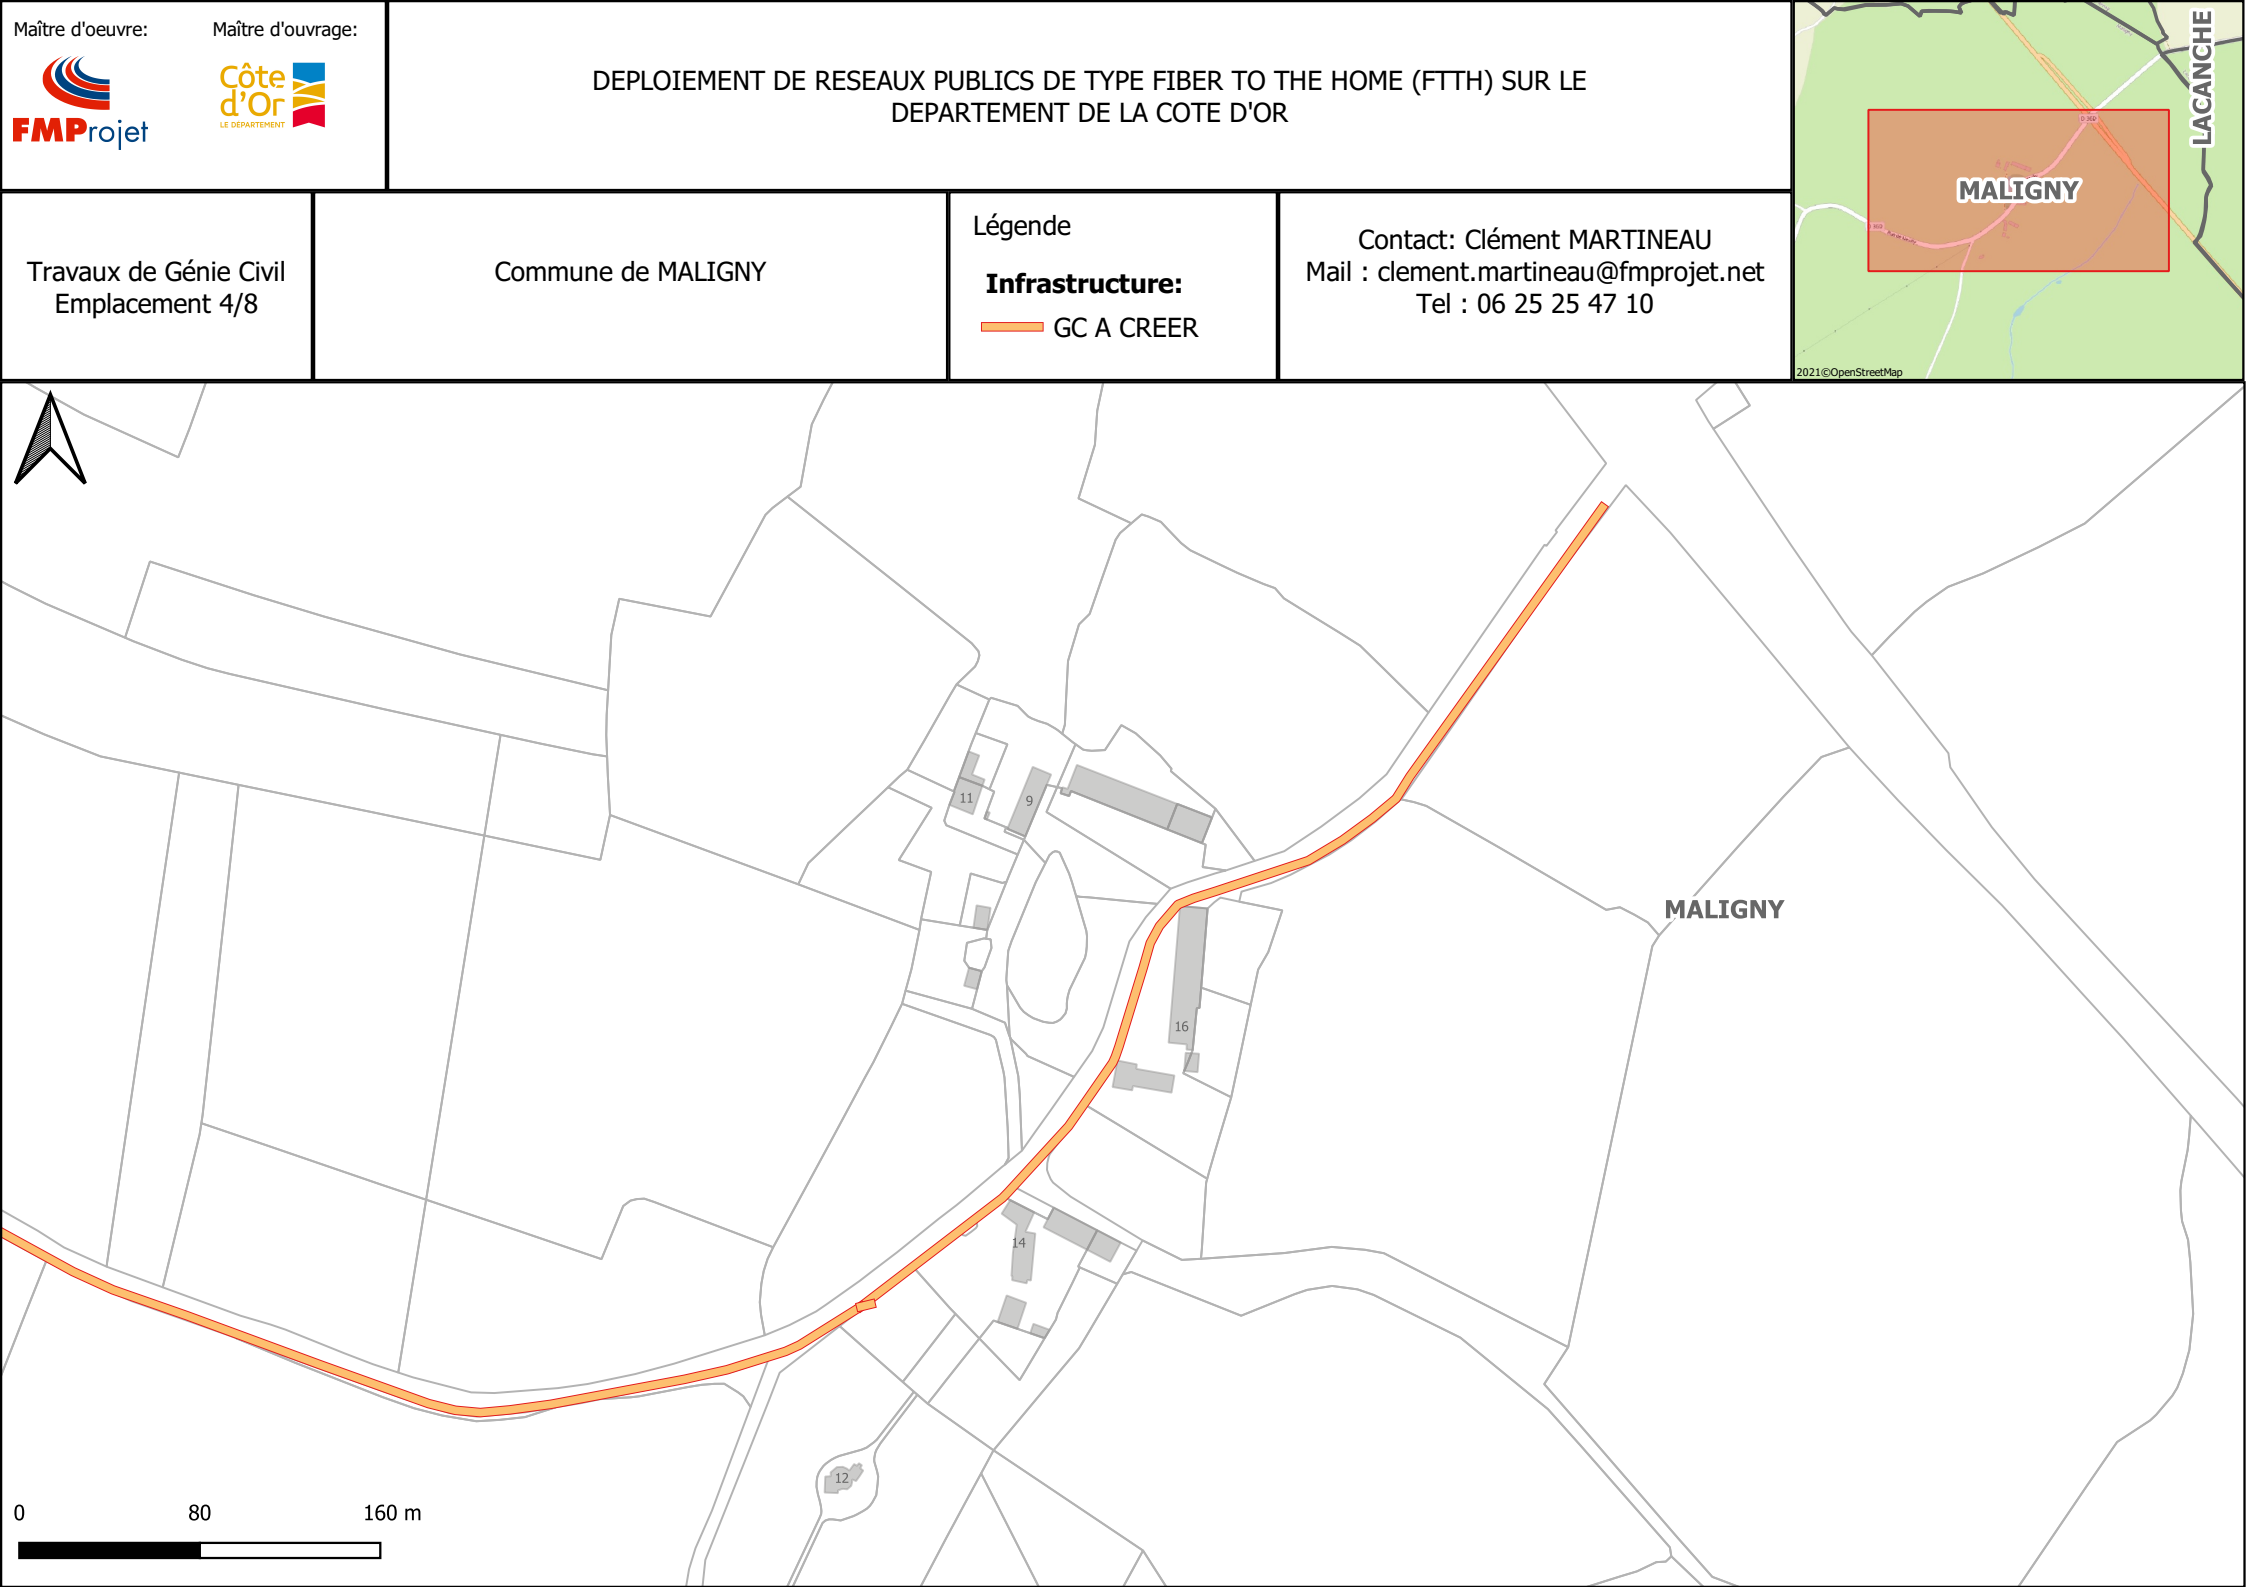 Maître d'oeuvre:
Maître d'ouvrage:
FMProjet
Côte
d'Or
LE DÉPARTEMENT
DEPLOIEMENT DE RESEAUX PUBLICS DE TYPE FIBER TO THE HOME (FTTH) SUR LE
DEPARTEMENT DE LA COTE D'OR
Travaux de Génie Civil
Emplacement 4/8
Commune de MALIGNY
Légende
Infrastructure:
GC A CREER
Contact: Clément MARTINEAU
Mail : clement.martineau@fmprojet.net
Tel : 06 25 25 47 10
LACANCHE
MALIGNY
2021©OpenStreetMap
11
9
MALIGNY
16
14
12
0 80 160 m